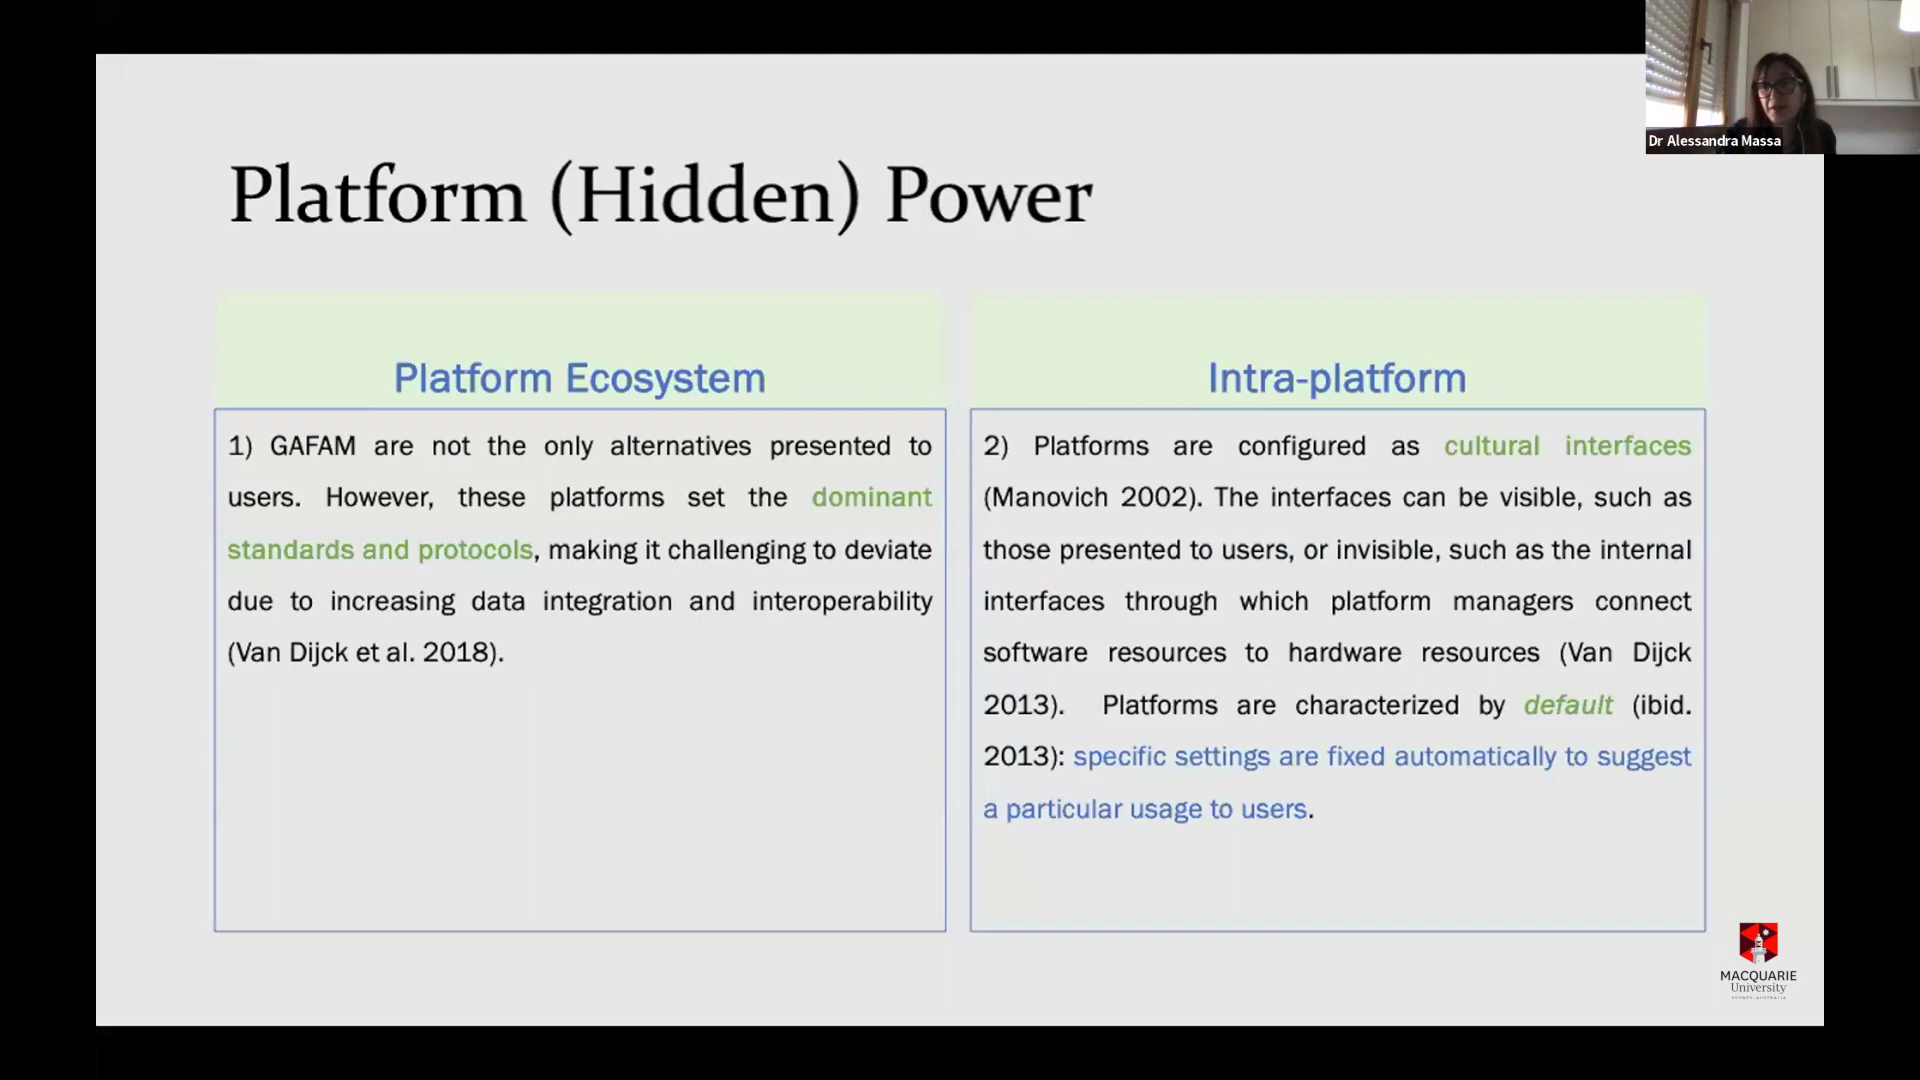 Dr Alessandra Massa
Platform (Hidden) Power
Platform Ecosystem
1) GAFAM are not the only alternatives presented to
users. However, these platforms set the dominant
standards and protocols, making it challenging to deviate
due to increasing data integration and interoperability
(Van Dijck et al. 2018).
Intra-platform
2) Platforms are configured as cultural interfaces
(Manovich 2002). The interfaces can be visible, such as
those presented to users, or invisible, such as the internal
interfaces through which platform managers connect
software resources to hardware resources (Van Dijck
2013). Platforms are characterized by default (ibid.
2013): specific settings are fixed automatically to suggest
a particular usage to users.
MACQUARIE
University
SYDNEY·AUSTRALIA